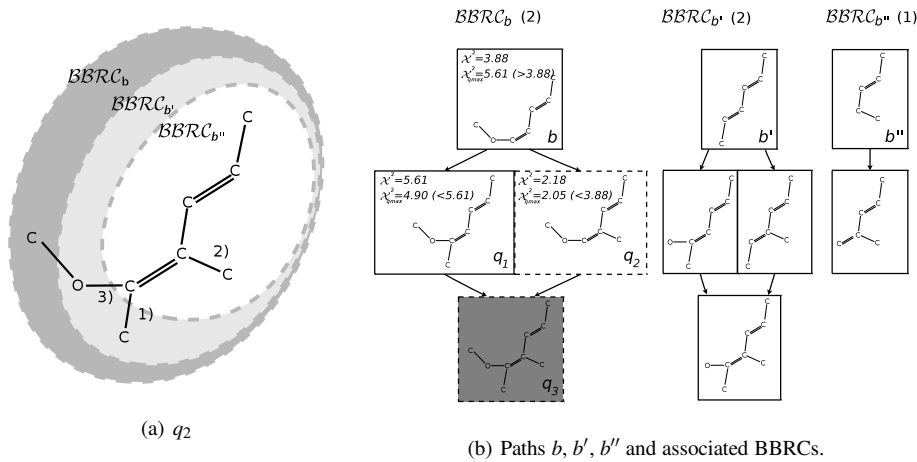 BBRC_b
BBRC_b'
BBRC_b''
C
C
C
C
C
C
O
C
C
2)
3)
1)
(a) q₂
BBRC_b (2)
BBRC_b' (2)
BBRC_b'' (1)
χ²=3.88
χ²qmax=5.61 (>3.88)
b
b'
b''
χ²=5.61
χ²qmax=4.90 (<5.61)
q₁
χ²=2.18
χ²qmax=2.05 (<3.88)
q₂
q₃
(b) Paths b, b′, b″ and associated BBRCs.